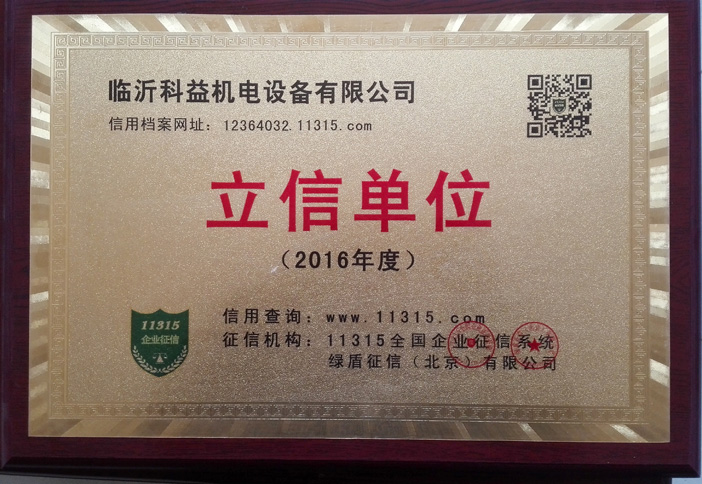 临沂科益机电设备有限公司
信用档案网址：12364032.11315.com
立信单位
（2016年度）
11315
企业征信
信用查询：www.11315.com
征信机构：11315全国企业征信系统
绿盾征信（北京）有限公司